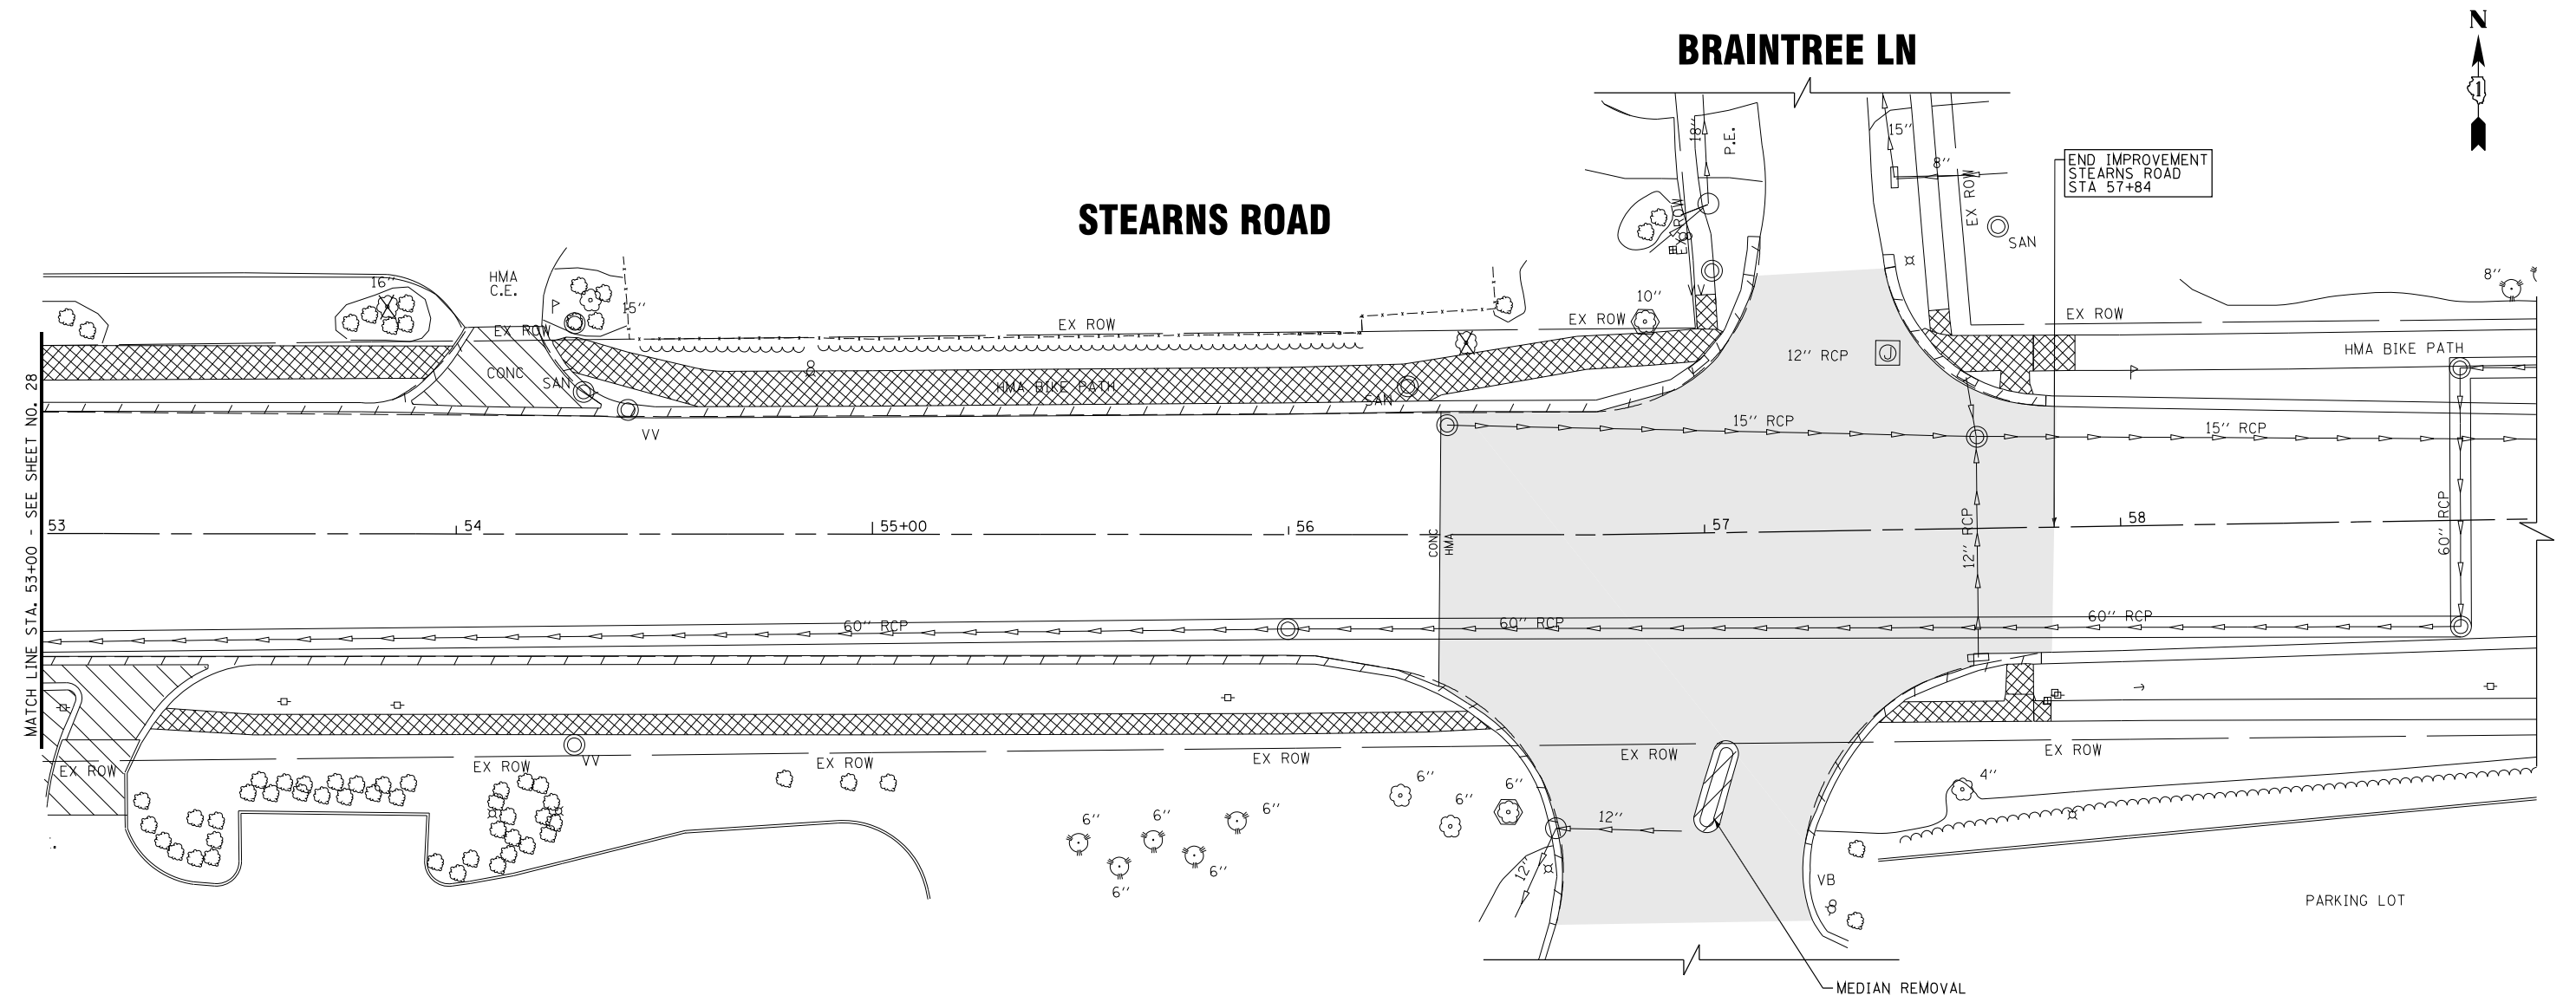 N
1
BRAINTREE LN
STEARNS ROAD
END IMPROVEMENT
STEARNS ROAD
STA 57+84
18''
P.E.
15''
8''
EX ROW
EX ROW
SAN
8''
16''
HMA
C.E.
P
15''
EX ROW
EX ROW
EX ROW
10''
EX ROW
12'' RCP
J
HMA BIKE PATH
CONC
SAN
HMA BIKE PATH
SAN
VV
15'' RCP
15'' RCP
MATCH LINE STA. 53+00 - SEE SHEET NO. 28
53
54
55+00
56
57
58
CONC
HMA
12'' RCP
60'' RCP
60'' RCP
60'' RCP
60'' RCP
EX ROW
EX ROW
VV
EX ROW
EX ROW
EX ROW
EX ROW
6''
6''
6''
6''
6''
6''
6''
6''
4''
12''
12''
VB
PARKING LOT
MEDIAN REMOVAL